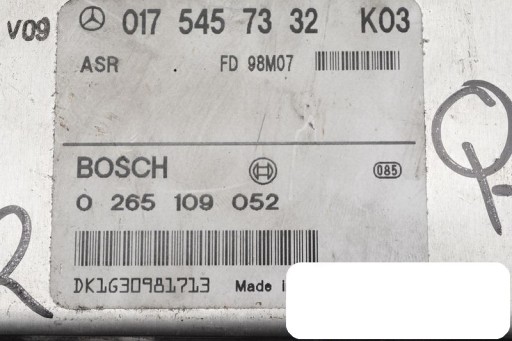 V09
017 545 73 32 K03
ASR FD 98M07
BOSCH 085
0 265 109 052
DK1630981713 Made